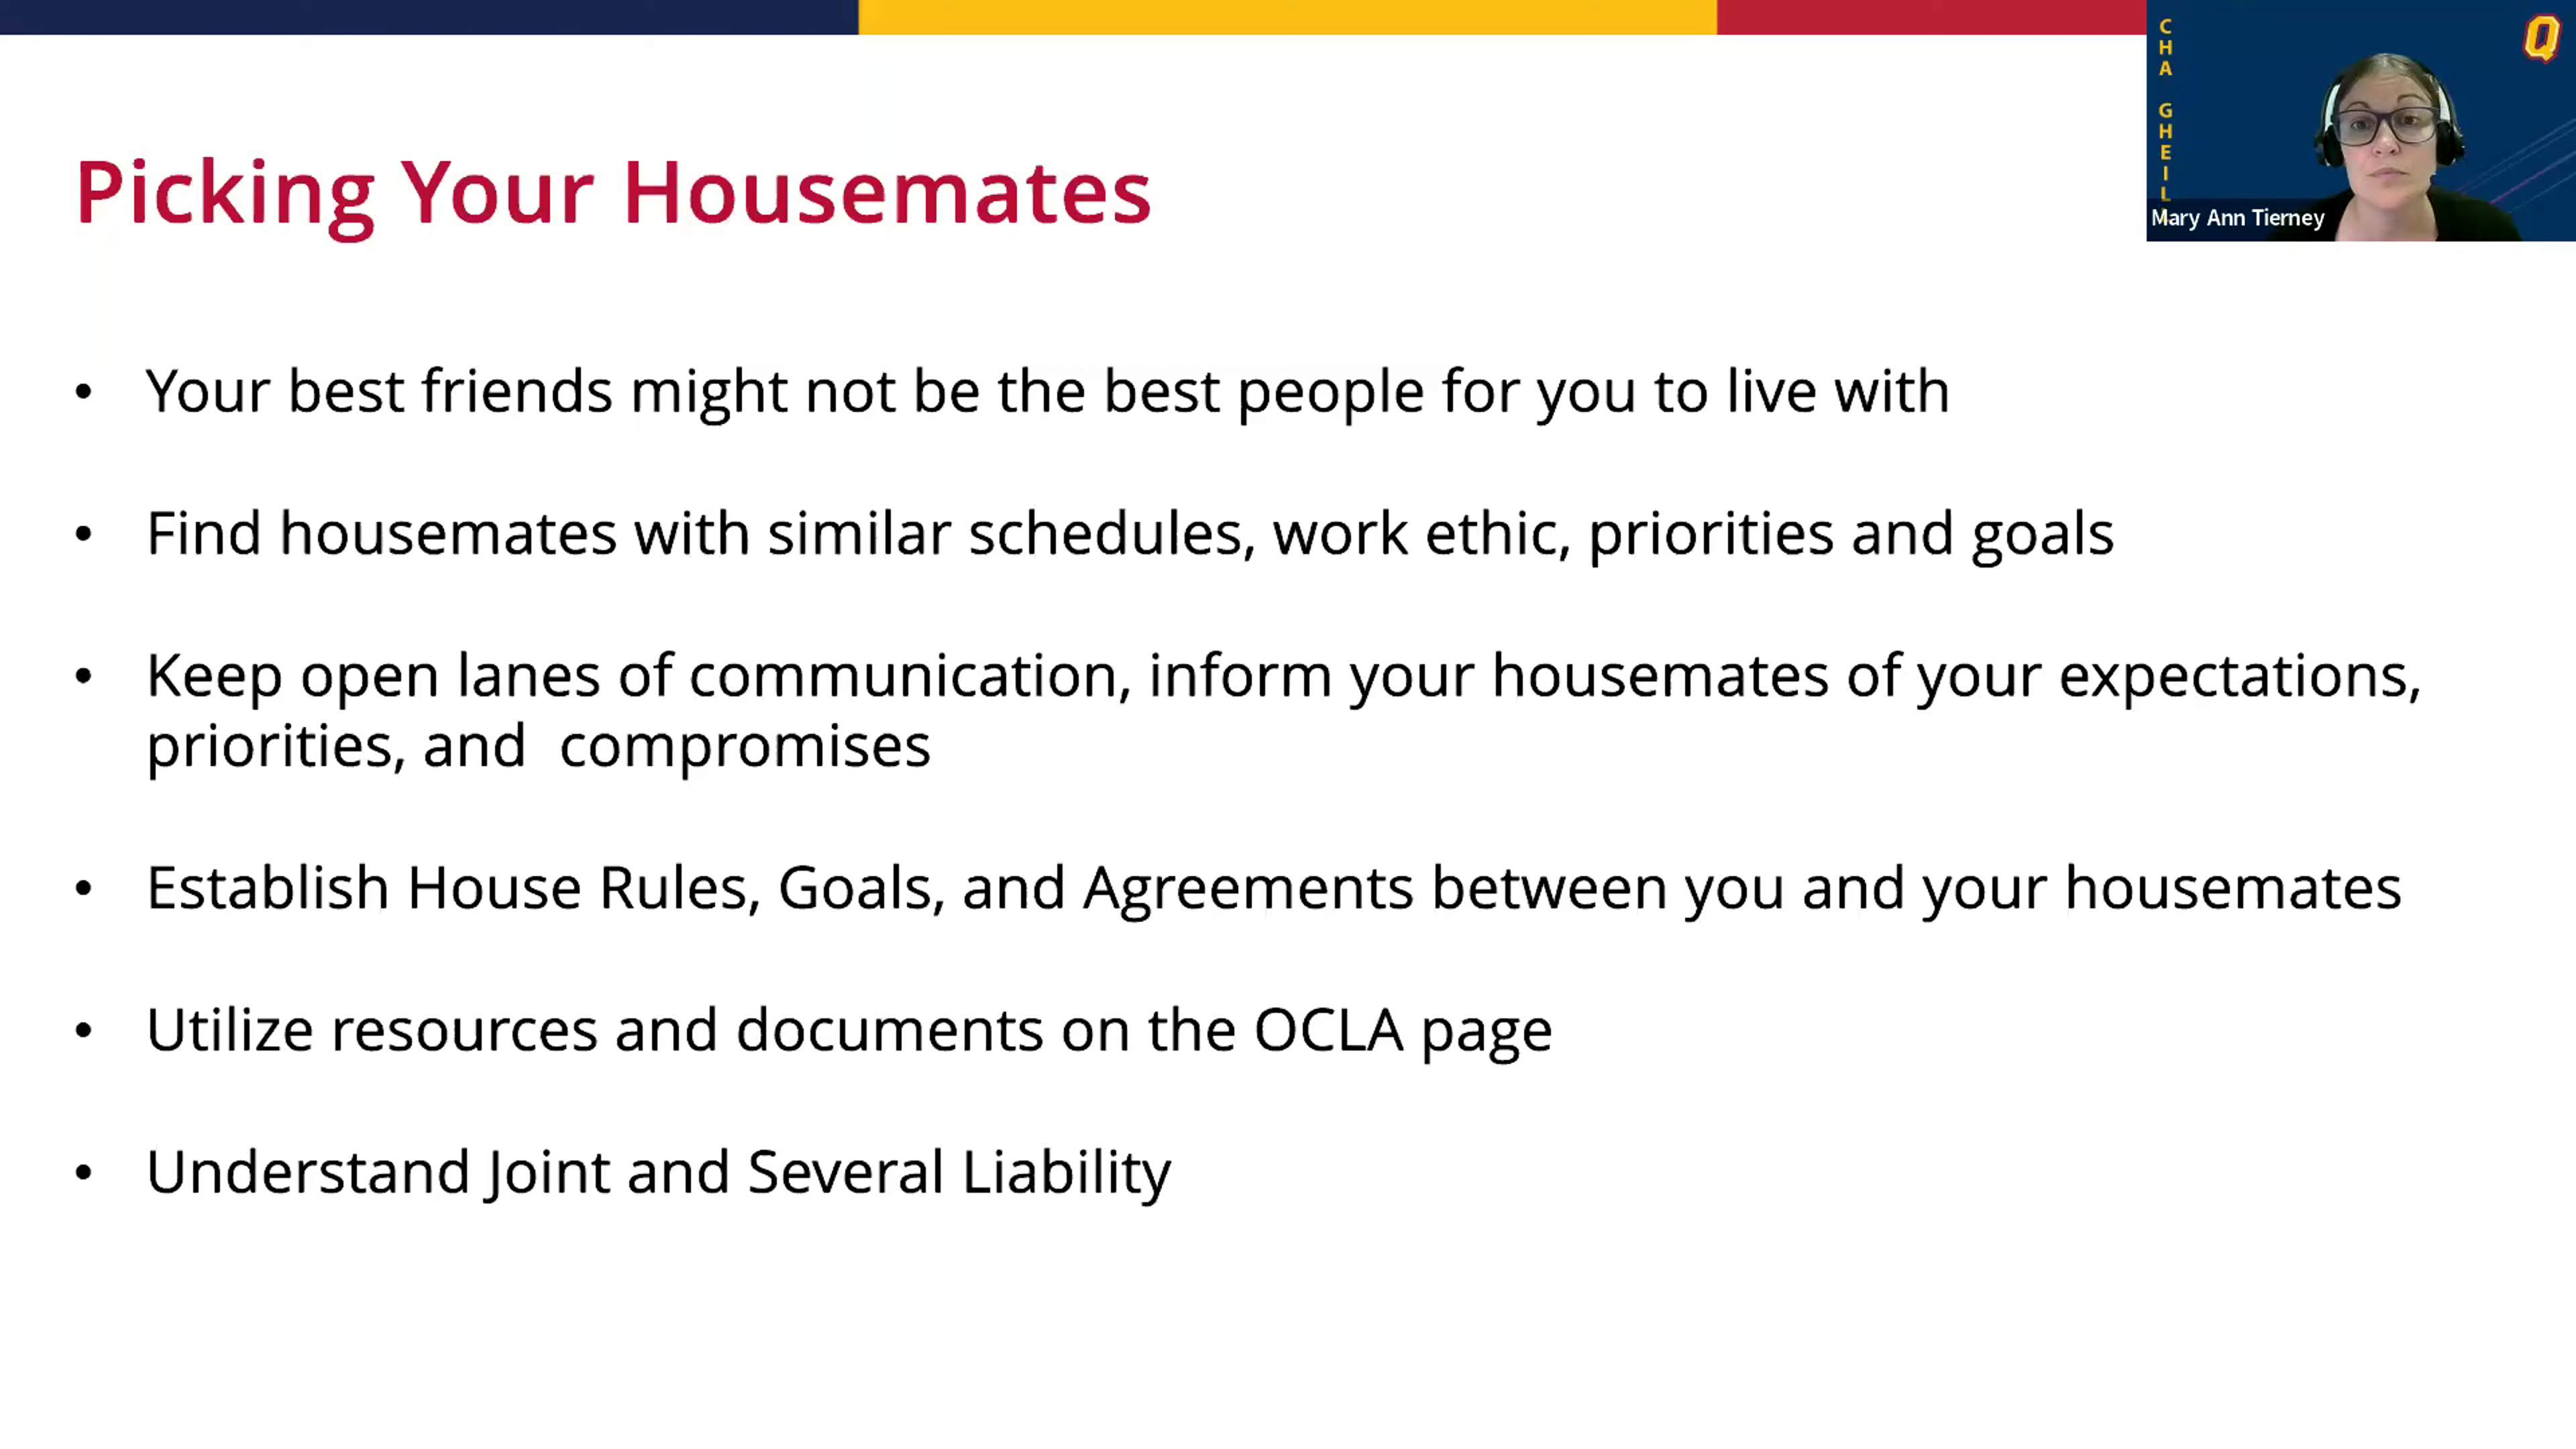 Picking Your Housemates
• Your best friends might not be the best people for you to live with
• Find housemates with similar schedules, work ethic, priorities and goals
• Keep open lanes of communication, inform your housemates of your expectations,
priorities, and  compromises
• Establish House Rules, Goals, and Agreements between you and your housemates
• Utilize resources and documents on the OCLA page
• Understand Joint and Several Liability
CHA GHEIL
Q
Mary Ann Tierney